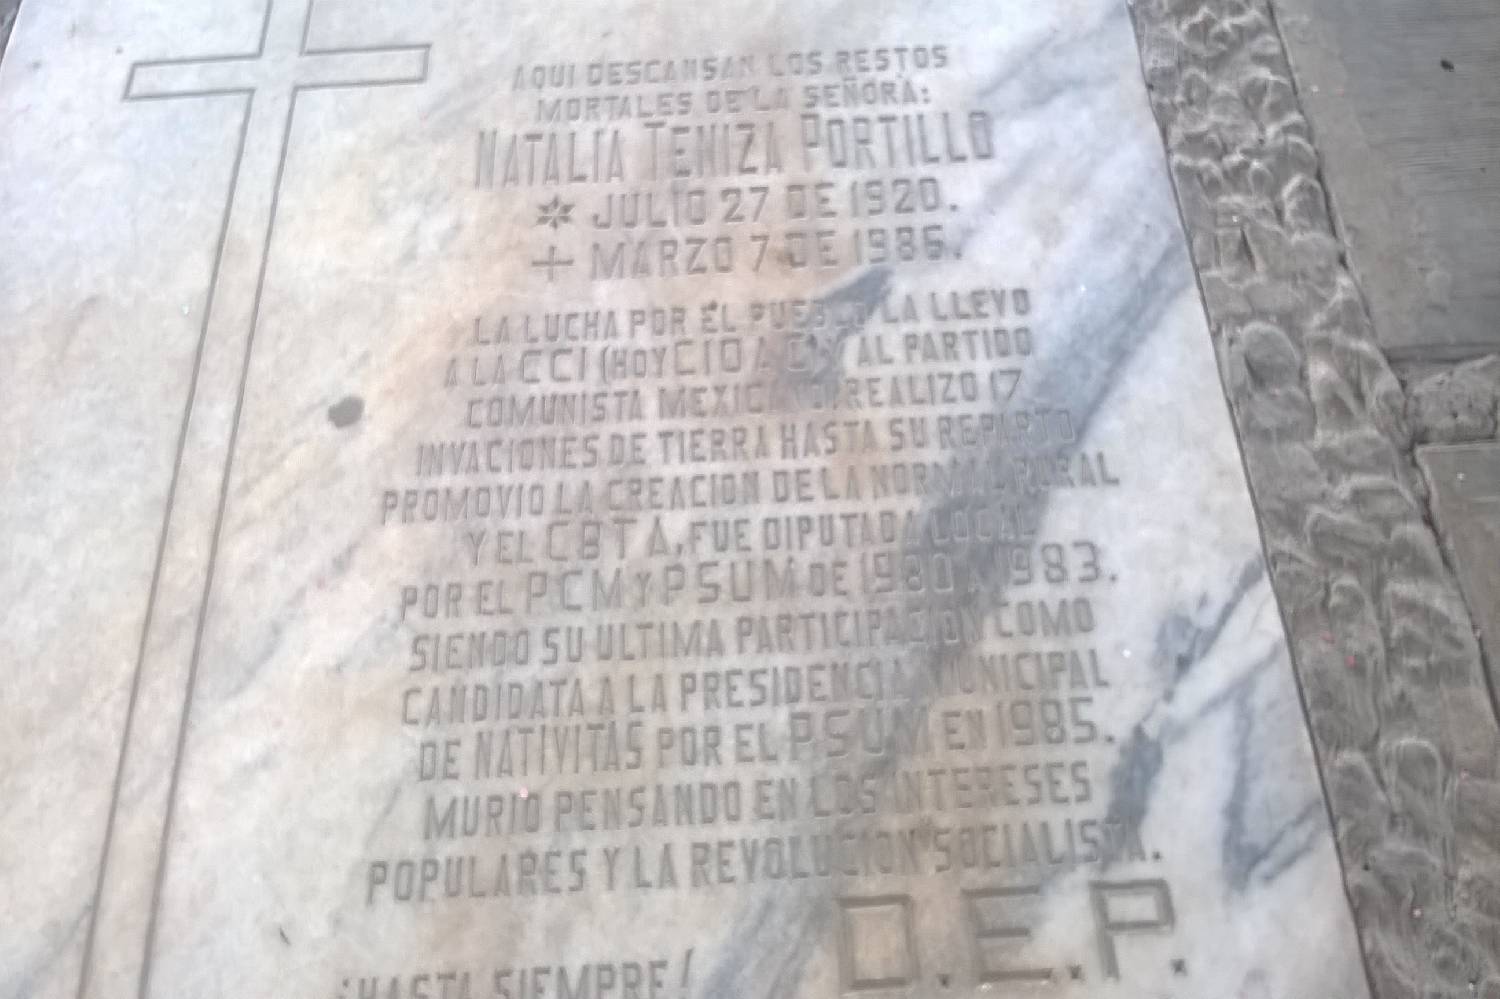 AQUI DESCANSAN LOS RESTOS
MORTALES DE LA SEÑORA:
NATALIA TENIZA PORTILLO
JULIO 27 DE 1920.
MARZO 7 DE 1986.
LA LUCHA POR EL PUEBLO LA LLEVO
A LA CCI (HOY CIOAC) Y AL PARTIDO
COMUNISTA MEXICANO, REALIZO 17
INVACIONES DE TIERRA HASTA SU REPARTO
PROMOVIO LA CREACION DE LA NORMAL RURAL
Y EL CBTA, FUE DIPUTADA LOCAL
POR EL PCM Y PSUM DE 1980 A 1983.
SIENDO SU ULTIMA PARTICIPACION COMO
CANDIDATA A LA PRESIDENCIA MUNICIPAL
DE NATIVITAS POR EL PSUM EN 1985.
MURIO PENSANDO EN LOS INTERESES
POPULARES Y LA REVOLUCION SOCIALISTA.
D.E.P.
¡HASTA SIEMPRE!